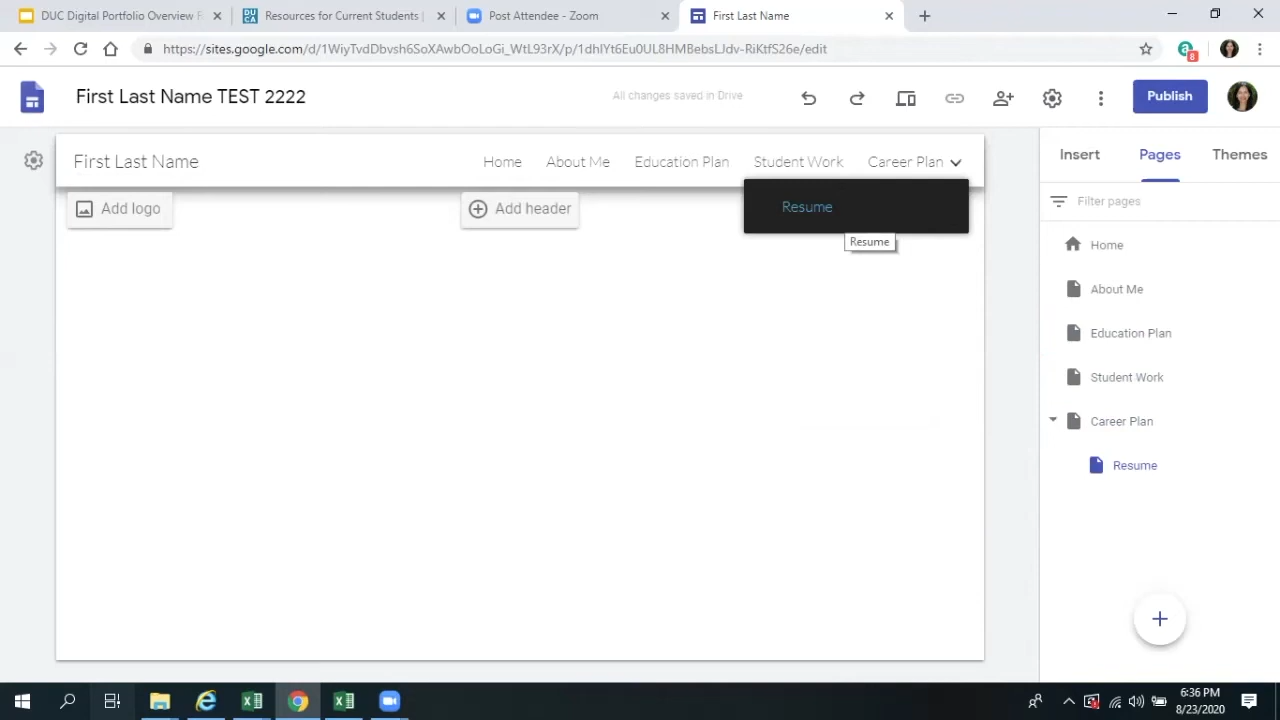 DUC Digital Portfolio Overview F
DU CA
Resources for Current Students |
Post Attendee - Zoom
First Last Name
https://sites.google.com/d/1WiyTvdDbvsh6SoXAwbOoLoGi_WtL93rX/p/1dhlYt6Eu0UL8HMBebsLJdv-RiKtfS26e/edit
a
8
First Last Name TEST 2222
All changes saved in Drive
Publish
First Last Name
Home
About Me
Education Plan
Student Work
Career Plan
Add logo
Add header
Resume
Resume
Insert
Pages
Themes
Filter pages
Home
About Me
Education Plan
Student Work
Career Plan
Resume
6:36 PM
8/23/2020